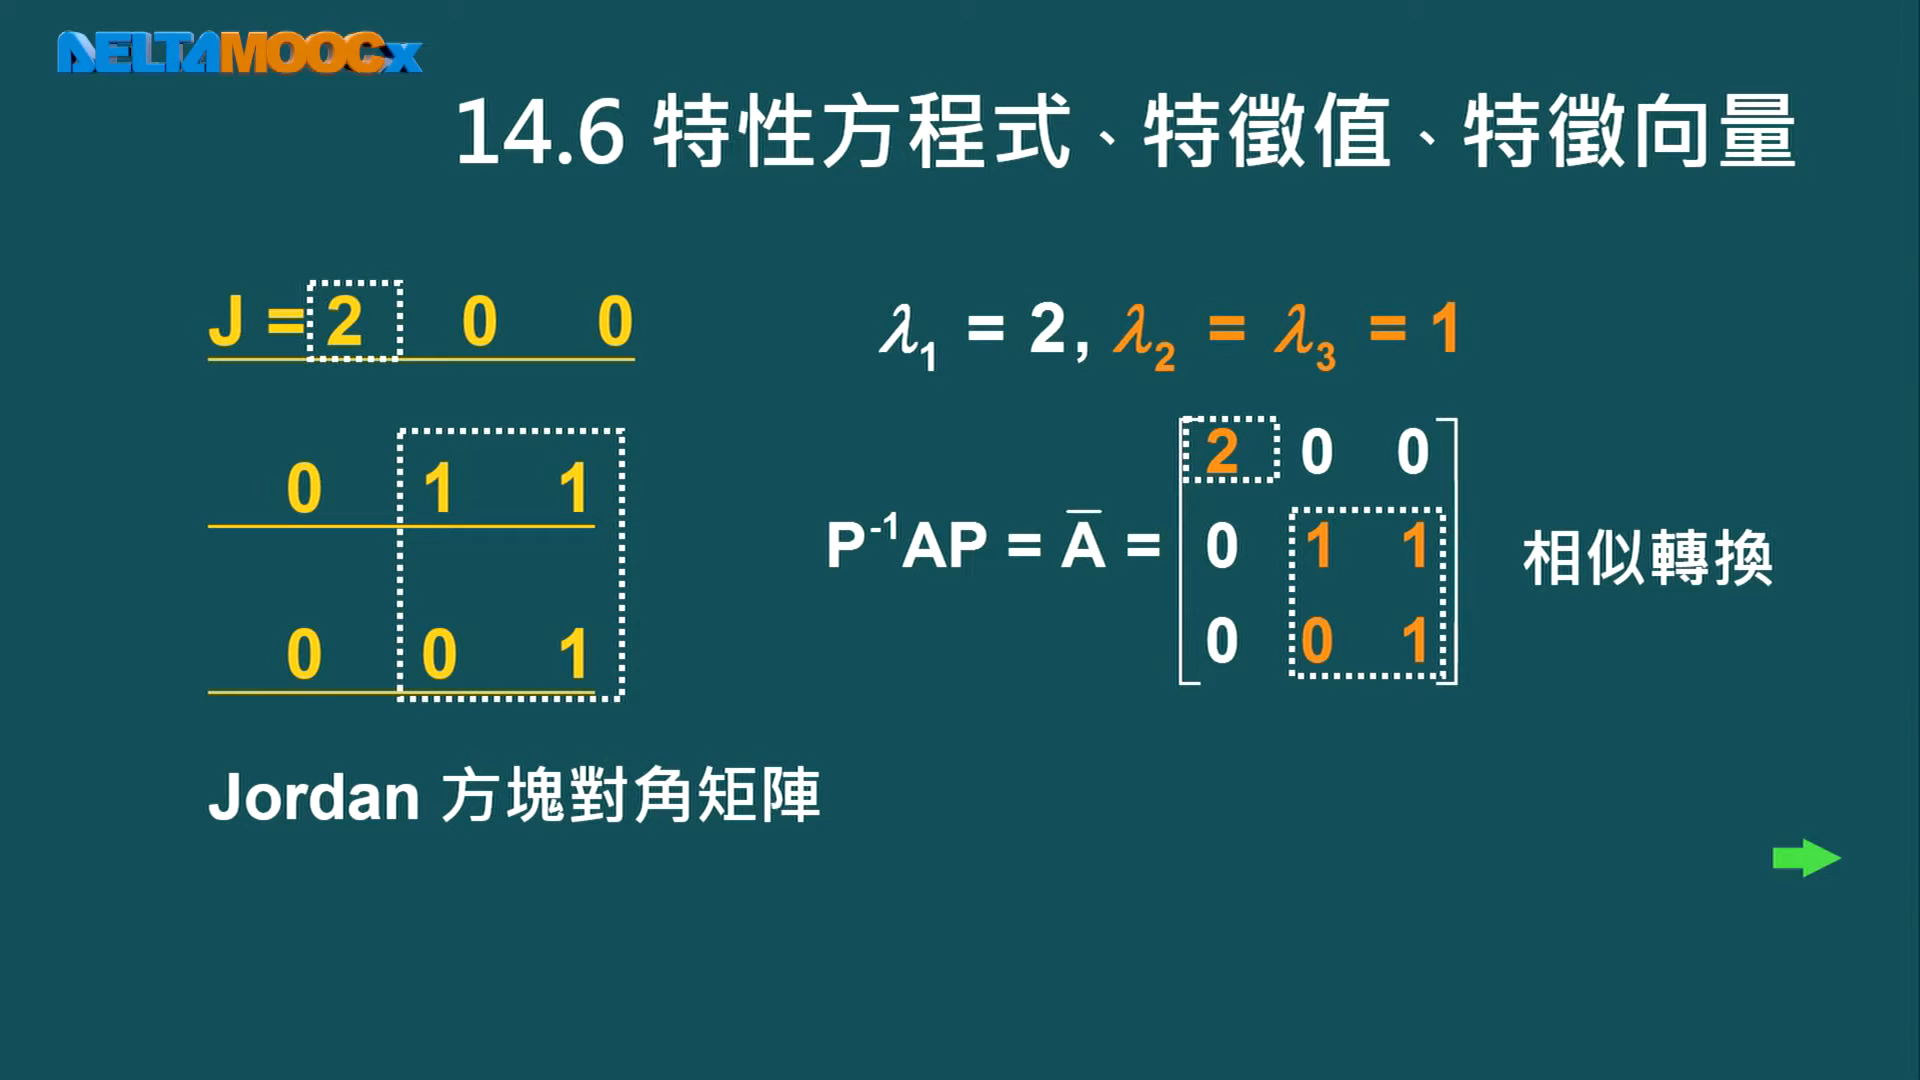 DELTAMOOCx
14.6 特性方程式、特徵值、特徵向量
J = 2 0 0
0 1 1
0 0 1
Jordan 方塊對角矩陣
λ₁ = 2, λ₂ = λ₃ = 1
P⁻¹AP = A̅ =
2 0 0
0 1 1
0 0 1
相似轉換